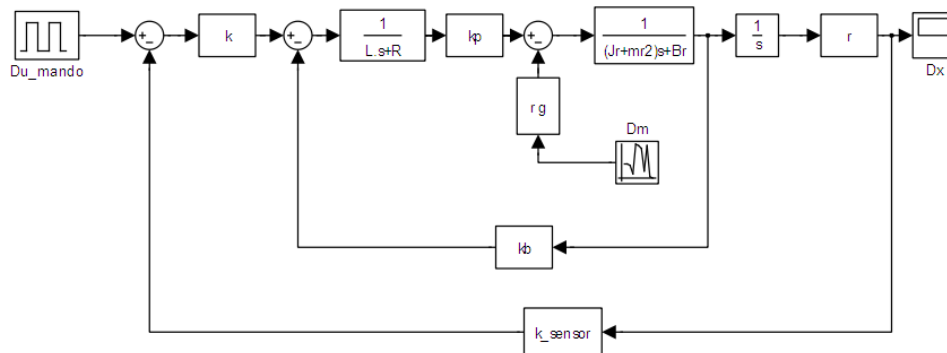 Du_mando
+
−
k
+
−
1
L.s+R
kp
+
−
1
(Jr+mr2)s+Br
1
s
r
Dx
r g
Dm
kb
k_sensor